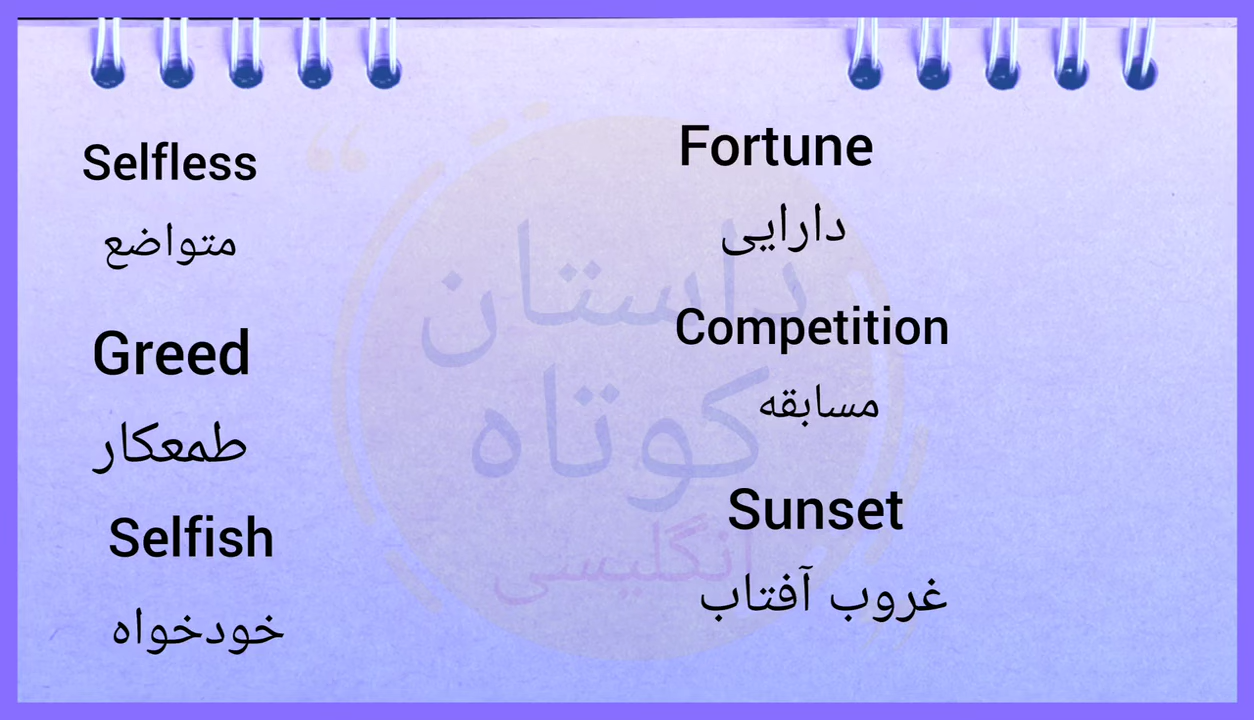 Selfless
متواضع
Greed
طمعکار
Selfish
خودخواه
Fortune
دارایی
Competition
مسابقه
Sunset
غروب آفتاب
داستان
کوتاه
انگلیسی